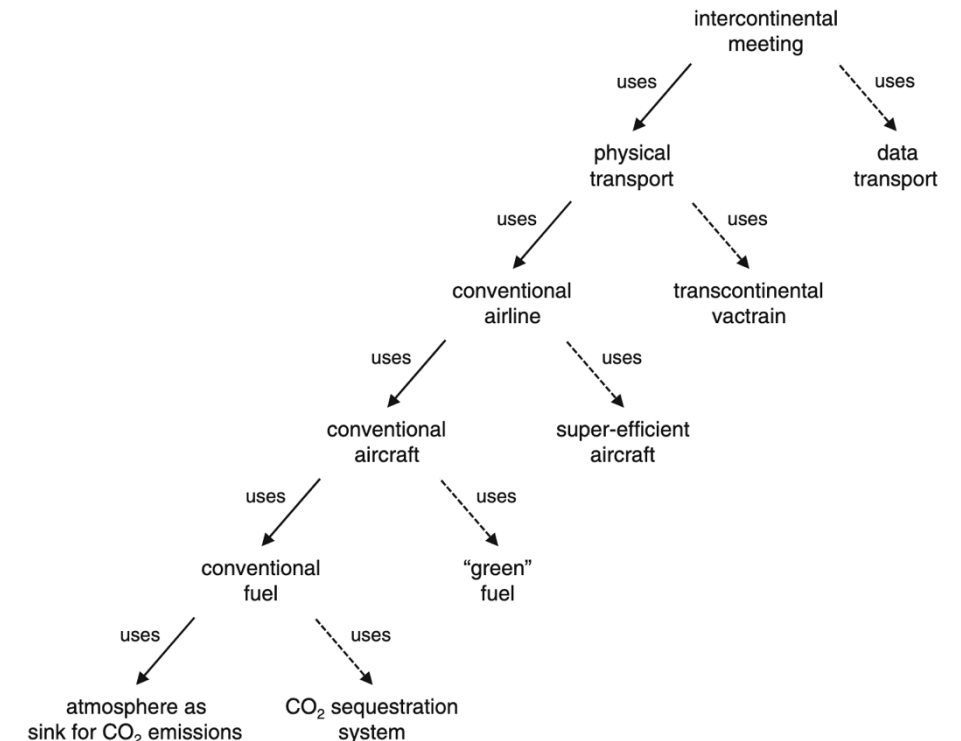 intercontinental
meeting
uses
uses
physical
transport
data
transport
uses
uses
conventional
airline
transcontinental
vactrain
uses
uses
conventional
aircraft
super-efficient
aircraft
uses
uses
conventional
fuel
“green”
fuel
uses
uses
atmosphere as
sink for CO₂ emissions
CO₂ sequestration
system